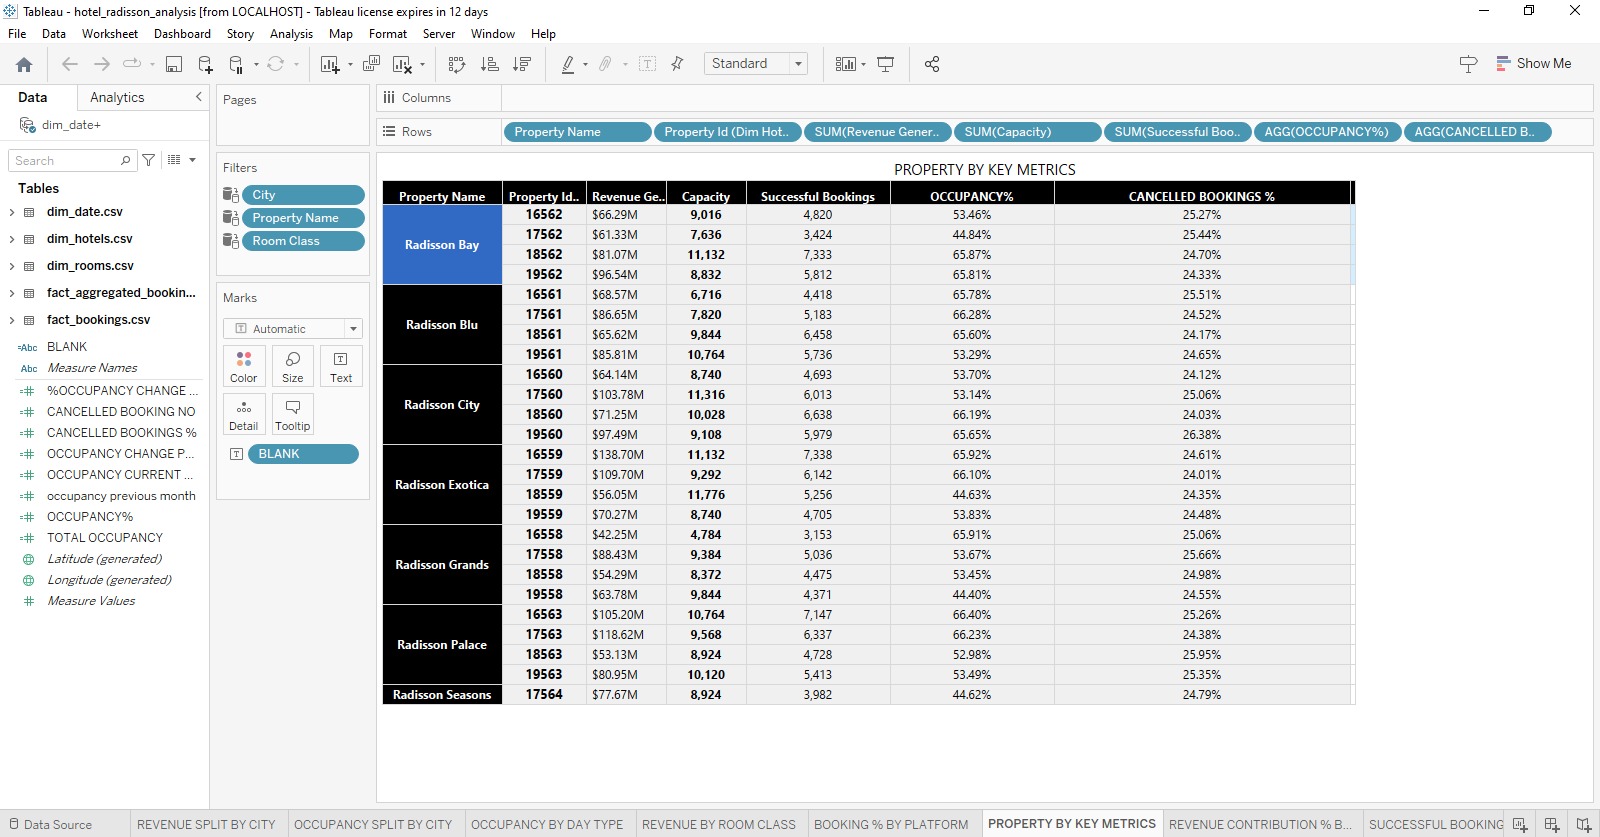 Tableau - hotel_radisson_analysis [from LOCALHOST] - Tableau license expires in 12 days
File Data Worksheet Dashboard Story Analysis Map Format Server Window Help
Standard
Show Me
Data Analytics
dim_date+
Search
Tables
dim_date.csv
dim_hotels.csv
dim_rooms.csv
fact_aggregated_bookin...
fact_bookings.csv
=Abc BLANK
Abc Measure Names
%OCCUPANCY CHANGE ...
CANCELLED BOOKING NO
CANCELLED BOOKINGS %
OCCUPANCY CHANGE P...
OCCUPANCY CURRENT ...
occupancy previous month
OCCUPANCY%
TOTAL OCCUPANCY
Latitude (generated)
Longitude (generated)
Measure Values
Pages
Filters
City
Property Name
Room Class
Marks
Automatic
Color Size Text
Detail Tooltip
BLANK
Columns
Rows Property Name Property Id (Dim Hot.. SUM(Revenue Gener.. SUM(Capacity) SUM(Successful Boo.. AGG(OCCUPANCY%) AGG(CANCELLED B..
PROPERTY BY KEY METRICS
Property Name Property Id.. Revenue Ge.. Capacity Successful Bookings OCCUPANCY% CANCELLED BOOKINGS %
Radisson Bay 16562 $66.29M 9,016 4,820 53.46% 25.27%
17562 $61.33M 7,636 3,424 44.84% 25.44%
18562 $81.07M 11,132 7,333 65.87% 24.70%
19562 $96.54M 8,832 5,812 65.81% 24.33%
Radisson Blu 16561 $68.57M 6,716 4,418 65.78% 25.51%
17561 $86.65M 7,820 5,183 66.28% 24.52%
18561 $65.62M 9,844 6,458 65.60% 24.17%
19561 $85.81M 10,764 5,736 53.29% 24.65%
Radisson City 16560 $64.14M 8,740 4,693 53.70% 24.12%
17560 $103.78M 11,316 6,013 53.14% 25.06%
18560 $71.25M 10,028 6,638 66.19% 24.03%
19560 $97.49M 9,108 5,979 65.65% 26.38%
Radisson Exotica 16559 $138.70M 11,132 7,338 65.92% 24.61%
17559 $109.70M 9,292 6,142 66.10% 24.01%
18559 $56.05M 11,776 5,256 44.63% 24.35%
19559 $70.27M 8,740 4,705 53.83% 24.48%
Radisson Grands 16558 $42.25M 4,784 3,153 65.91% 25.06%
17558 $88.43M 9,384 5,036 53.67% 25.66%
18558 $54.29M 8,372 4,475 53.45% 24.98%
19558 $63.78M 9,844 4,371 44.40% 24.55%
Radisson Palace 16563 $105.20M 10,764 7,147 66.40% 25.26%
17563 $118.62M 9,568 6,337 66.23% 24.38%
18563 $53.13M 8,924 4,728 52.98% 25.95%
19563 $80.95M 10,120 5,413 53.49% 25.35%
Radisson Seasons 17564 $77.67M 8,924 3,982 44.62% 24.79%
Data Source REVENUE SPLIT BY CITY OCCUPANCY SPLIT BY CITY OCCUPANCY BY DAY TYPE REVENUE BY ROOM CLASS BOOKING % BY PLATFORM PROPERTY BY KEY METRICS REVENUE CONTRIBUTION % B... SUCCESSFUL BOOKING